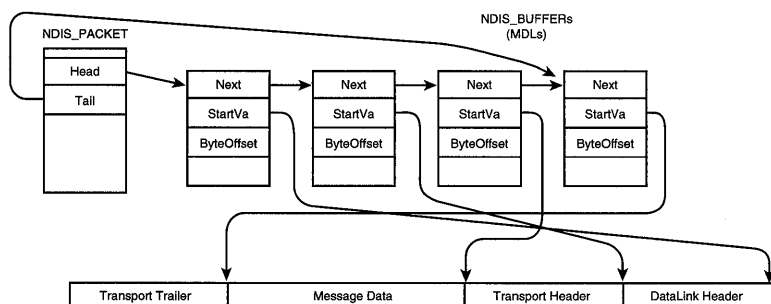 NDIS_PACKET
NDIS_BUFFERs
(MDLs)
Head
Tail
Next
StartVa
ByteOffset
Next
StartVa
ByteOffset
Next
StartVa
ByteOffset
Next
StartVa
ByteOffset
Transport Trailer
Message Data
Transport Header
DataLink Header